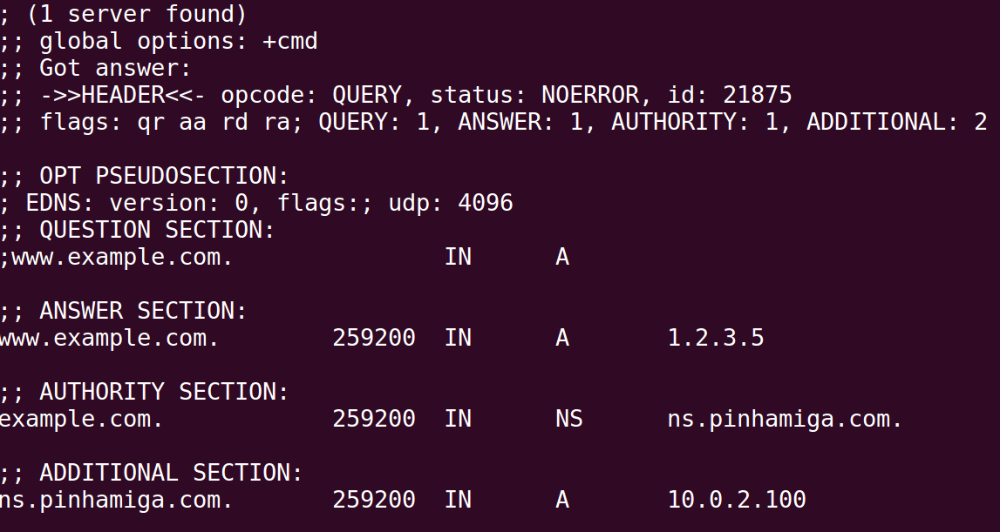 ; (1 server found)
;; global options: +cmd
;; Got answer:
;; ->>HEADER<<- opcode: QUERY, status: NOERROR, id: 21875
;; flags: qr aa rd ra; QUERY: 1, ANSWER: 1, AUTHORITY: 1, ADDITIONAL: 2
;; OPT PSEUDOSECTION:
; EDNS: version: 0, flags:; udp: 4096
;; QUESTION SECTION:
;www.example.com. IN A
;; ANSWER SECTION:
www.example.com. 259200 IN A 1.2.3.5
;; AUTHORITY SECTION:
example.com. 259200 IN NS ns.pinhamiga.com.
;; ADDITIONAL SECTION:
ns.pinhamiga.com. 259200 IN A 10.0.2.100